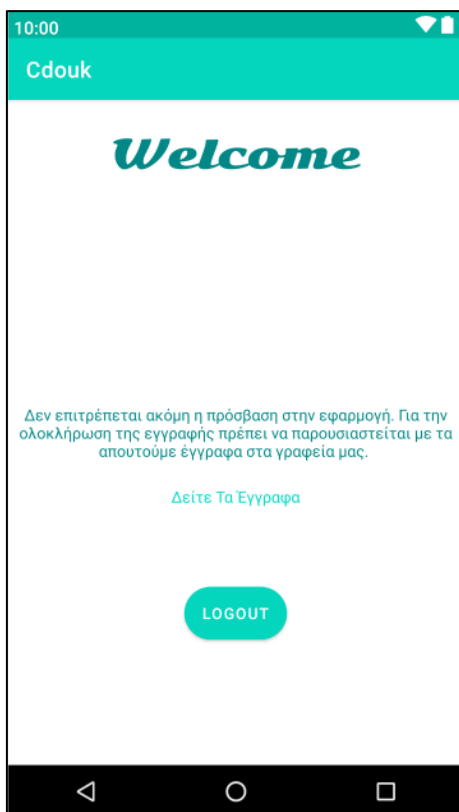 10:00
Cdouk
Welcome
Δεν επιτρέπεται ακόμη η πρόσβαση στην εφαρμογή. Για την
ολοκλήρωση της εγγραφής πρέπει να παρουσιαστείται με τα
απουτούμε έγγραφα στα γραφεία μας.
Δείτε Τα Έγγραφα
LOGOUT